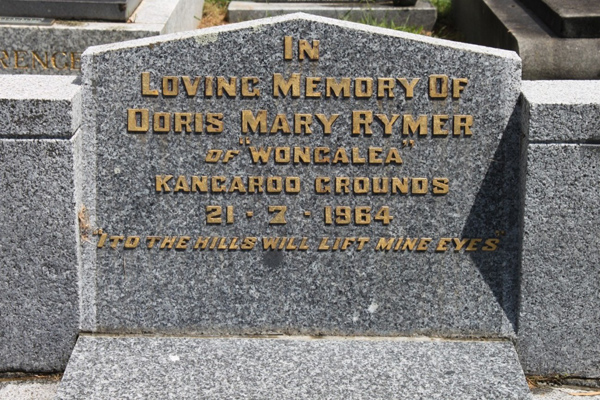 RENCE
IN
LOVING MEMORY OF
DORIS MARY RYMER
OF "WONGALEA"
KANGAROO GROUNDS
21 · 7 · 1964
"I TO THE HILLS WILL LIFT MINE EYES"